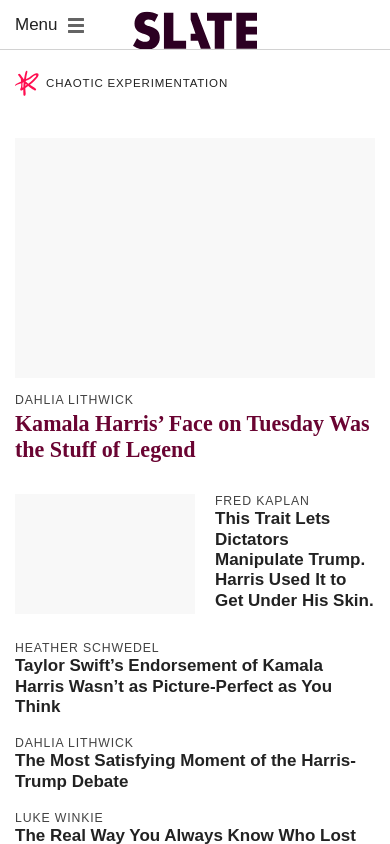 Menu
SLATE
CHAOTIC EXPERIMENTATION
DAHLIA LITHWICK
Kamala Harris’ Face on Tuesday Was
the Stuff of Legend
FRED KAPLAN
This Trait Lets
Dictators
Manipulate Trump.
Harris Used It to
Get Under His Skin.
HEATHER SCHWEDEL
Taylor Swift’s Endorsement of Kamala
Harris Wasn’t as Picture-Perfect as You
Think
DAHLIA LITHWICK
The Most Satisfying Moment of the Harris-
Trump Debate
LUKE WINKIE
The Real Way You Always Know Who Lost